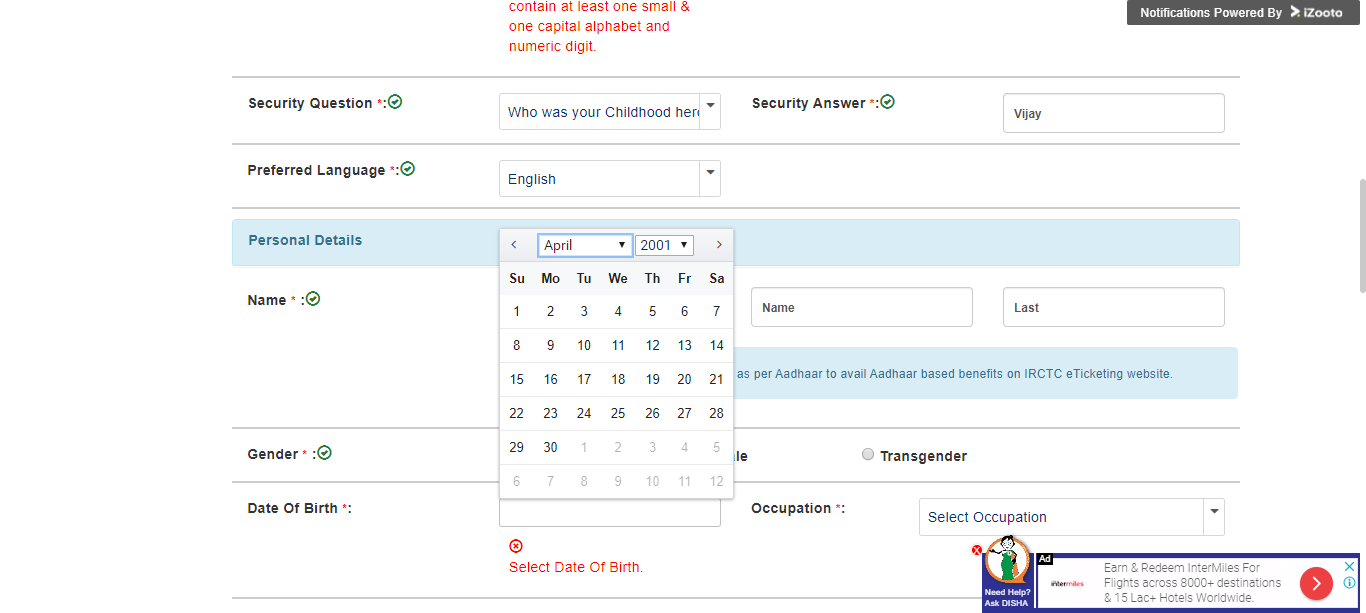 contain at least one small &
one capital alphabet and
numeric digit.
Notifications Powered By iZooto
Security Question *:
Who was your Childhood her
Security Answer *:
Vijay
Preferred Language *:
English
Personal Details
April 2001
Su Mo Tu We Th Fr Sa
1 2 3 4 5 6 7
8 9 10 11 12 13 14
15 16 17 18 19 20 21
22 23 24 25 26 27 28
29 30 1 2 3 4 5
6 7 8 9 10 11 12
Name * :
Name
Last
as per Aadhaar to avail Aadhaar based benefits on IRCTC eTicketing website.
Gender * :
le
Transgender
Date Of Birth *:
Select Date Of Birth.
Occupation *:
Select Occupation
Need Help?
Ask DISHA
Ad
intermiles
Earn & Redeem InterMiles For
Flights across 8000+ destinations
& 15 Lac+ Hotels Worldwide.